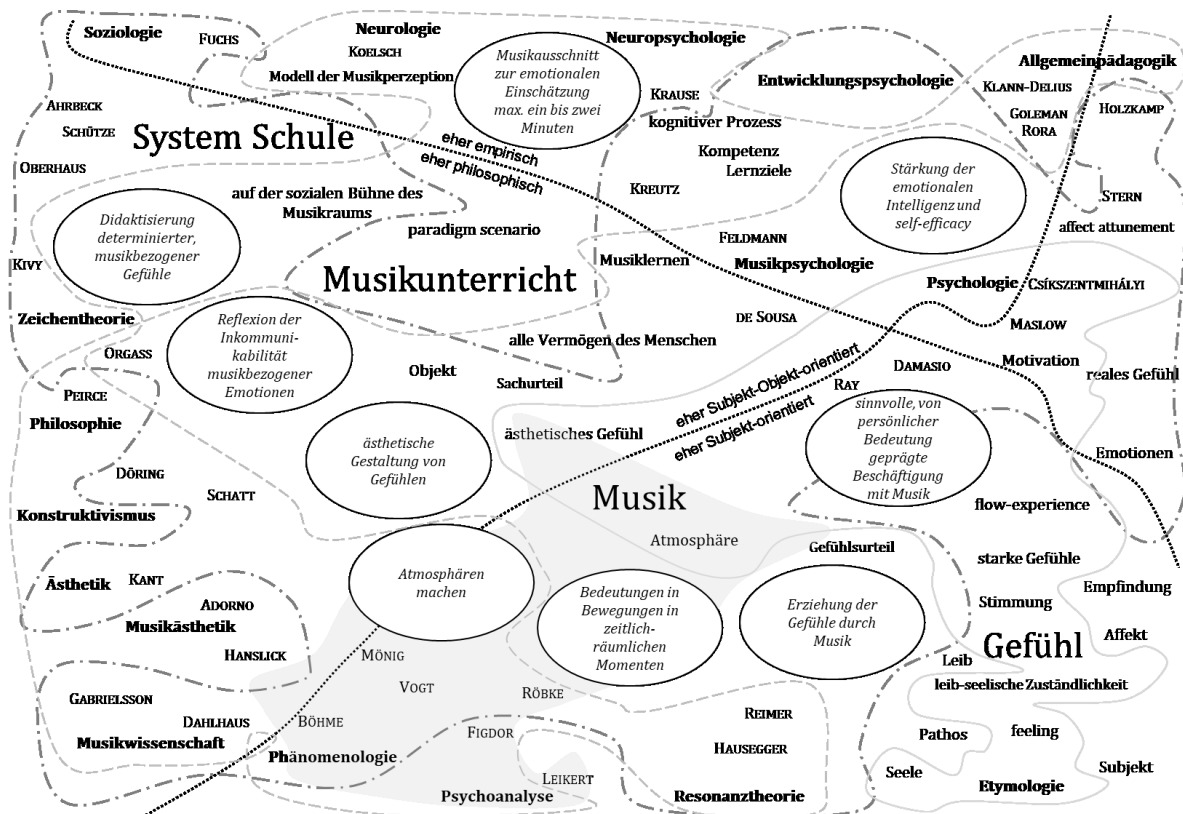 Soziologie
FUCHS
Neurologie
KOELSCH
Modell der Musikperzeption
Musikausschnitt
zur emotionalen
Einschätzung
max. ein bis zwei
Minuten
Neuropsychologie
KRAUSE
Entwicklungspsychologie
Allgemeinpädagogik
KLANN-DELIUS
GOLEMAN
RORA
HOLZKAMP
AHRBECK
SCHÜTZE
System Schule
OBERHAUS
eher empirisch
eher philosophisch
kognitiver Prozess
Kompetenz
Lernziele
KREUTZ
Stärkung der
emotionalen
Intelligenz und
self-efficacy
STERN
affect attunement
auf der sozialen Bühne des
Musikraums
paradigm scenario
Didaktisierung
determinierter,
musikbezogener
Gefühle
KIVY
FELDMANN
Musiklernen
Musikpsychologie
Musikunterricht
Psychologie
CSÍKSZENTMIHÁLYI
Zeichentheorie
ORGASS
Reflexion der
Inkommuni-
kabilität
musikbezogener
Emotionen
DE SOUSA
MASLOW
alle Vermögen des Menschen
Objekt
Sachurteil
eher Subjekt-Objekt-orientiert
eher Subjekt-orientiert
DAMASIO
RAY
Motivation
reales Gefühl
PEIRCE
Philosophie
ästhetische
Gestaltung von
Gefühlen
ästhetisches Gefühl
sinnvolle, von
persönlicher
Bedeutung
geprägte
Beschäftigung
mit Musik
Emotionen
DÖRING
SCHATT
Konstruktivismus
Musik
Atmosphäre
flow-experience
Gefühlsurteil
starke Gefühle
Ästhetik
KANT
ADORNO
Musikästhetik
HANSLICK
Atmosphären
machen
Bedeutungen in
Bewegungen in
zeitlich-
räumlichen
Momenten
Erziehung der
Gefühle durch
Musik
Stimmung
Empfindung
Gefühl
Affekt
MÖNIG
VOGT
RÖBKE
Leib
leib-seelische Zuständlichkeit
GABRIELSSON
DAHLHAUS
Musikwissenschaft
BÖHME
Phänomenologie
FIGDOR
REIMER
HAUSEGGER
Pathos
feeling
LEIKERT
Psychoanalyse
Resonanztheorie
Seele
Etymologie
Subjekt